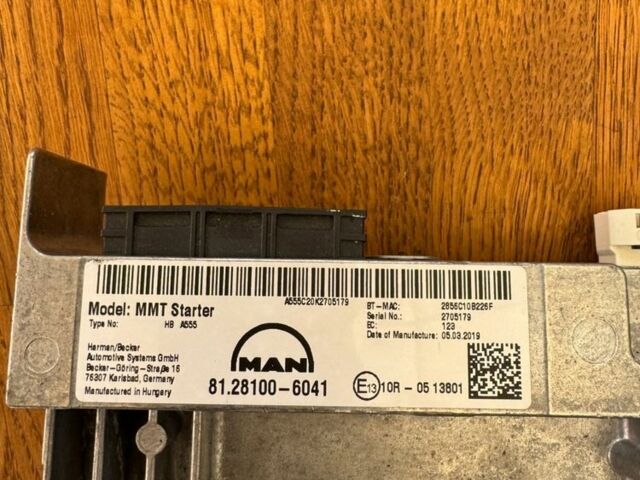 A555C20K2705179
Model: MMT Starter
Type No: HB A555
Harman/Becker
Automotive Systems GmbH
Becker-Göring-Straße 16
76307 Karlsbad, Germany
Manufactured in Hungary
MAN
81.28100-6041
BT-MAC: 2856C10B226F
Serial No.: 2705179
EC: 123
Date of Manufacture: 05.03.2019
E13 10R - 05 13801